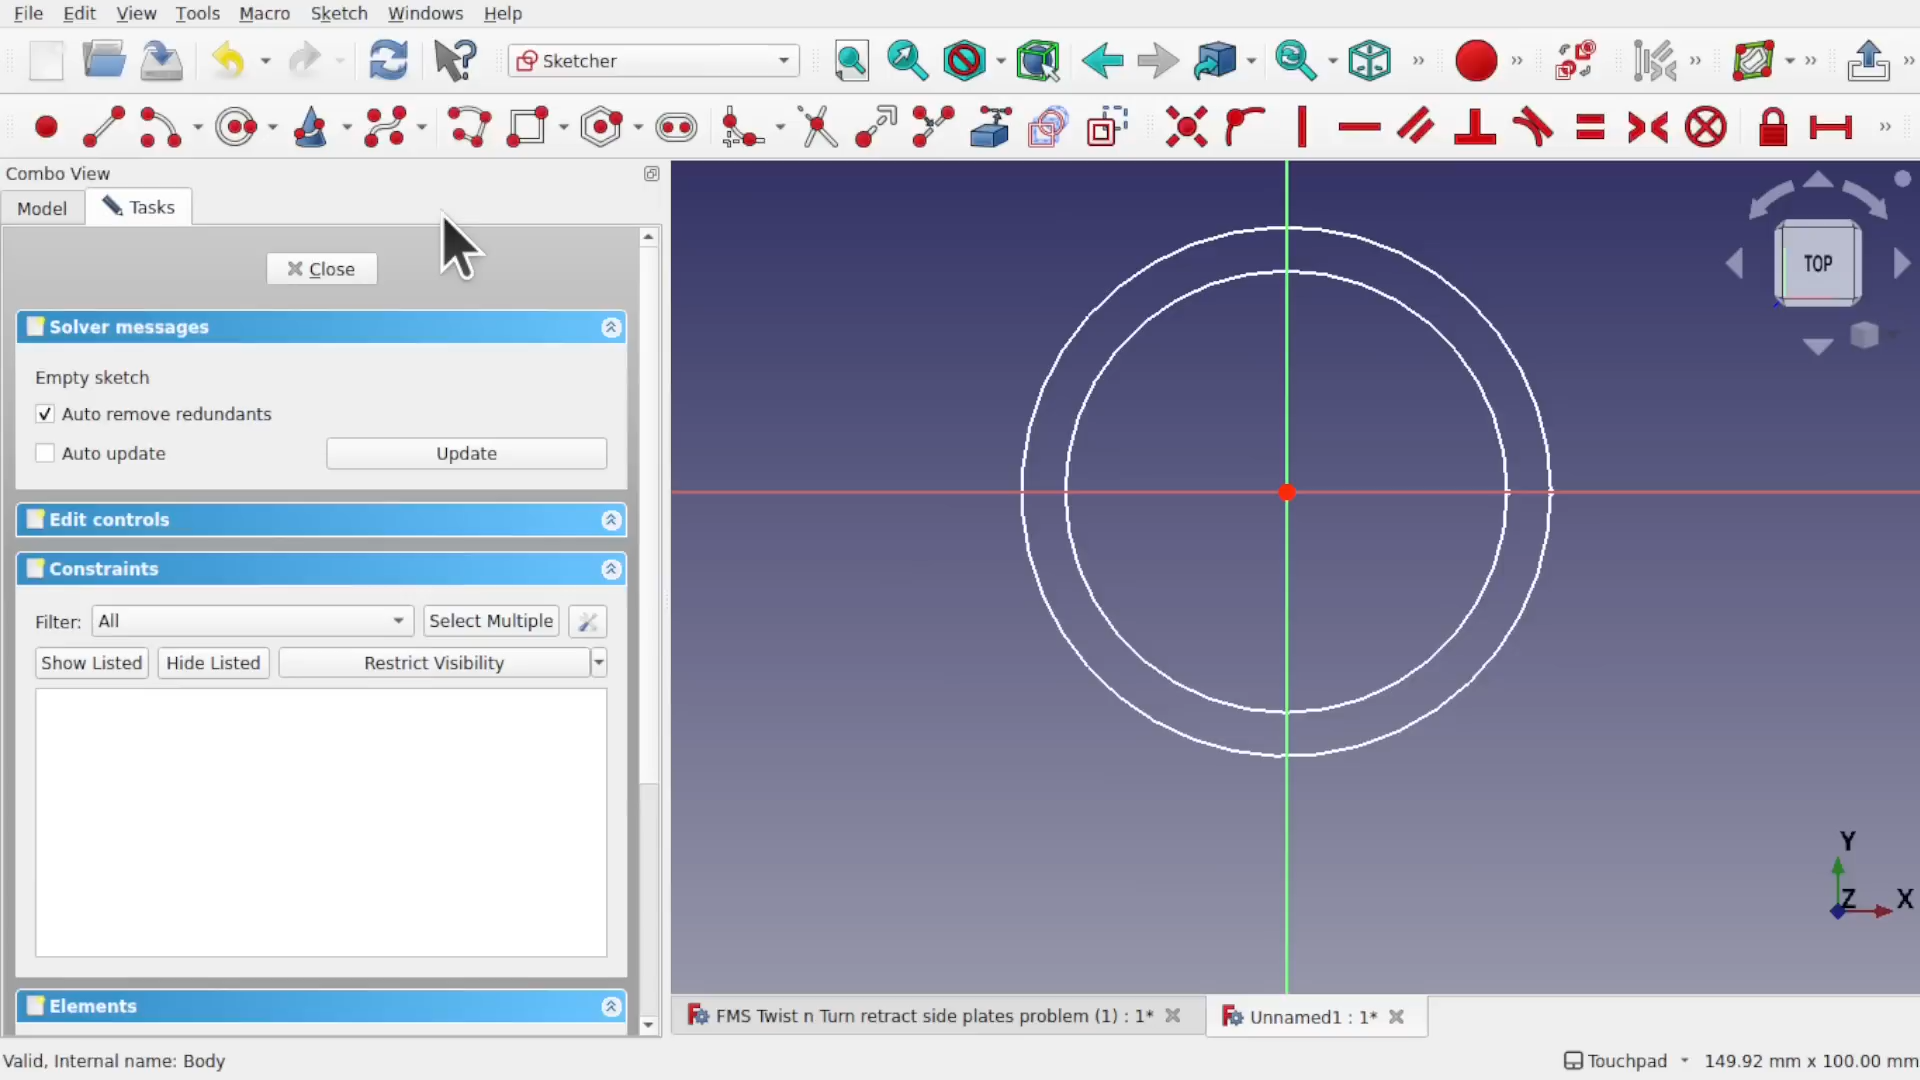 File Edit View Tools Macro Sketch Windows Help
Sketcher
Combo View
Model Tasks
Close
Solver messages
Empty sketch
Auto remove redundants
Auto update Update
Edit controls
Constraints
Filter: All Select Multiple
Show Listed Hide Listed Restrict Visibility
Elements
TOP
Y
Z X
FMS Twist n Turn retract side plates problem (1) : 1* Unnamed1 : 1*
Valid, Internal name: Body Touchpad 149.92 mm x 100.00 mm